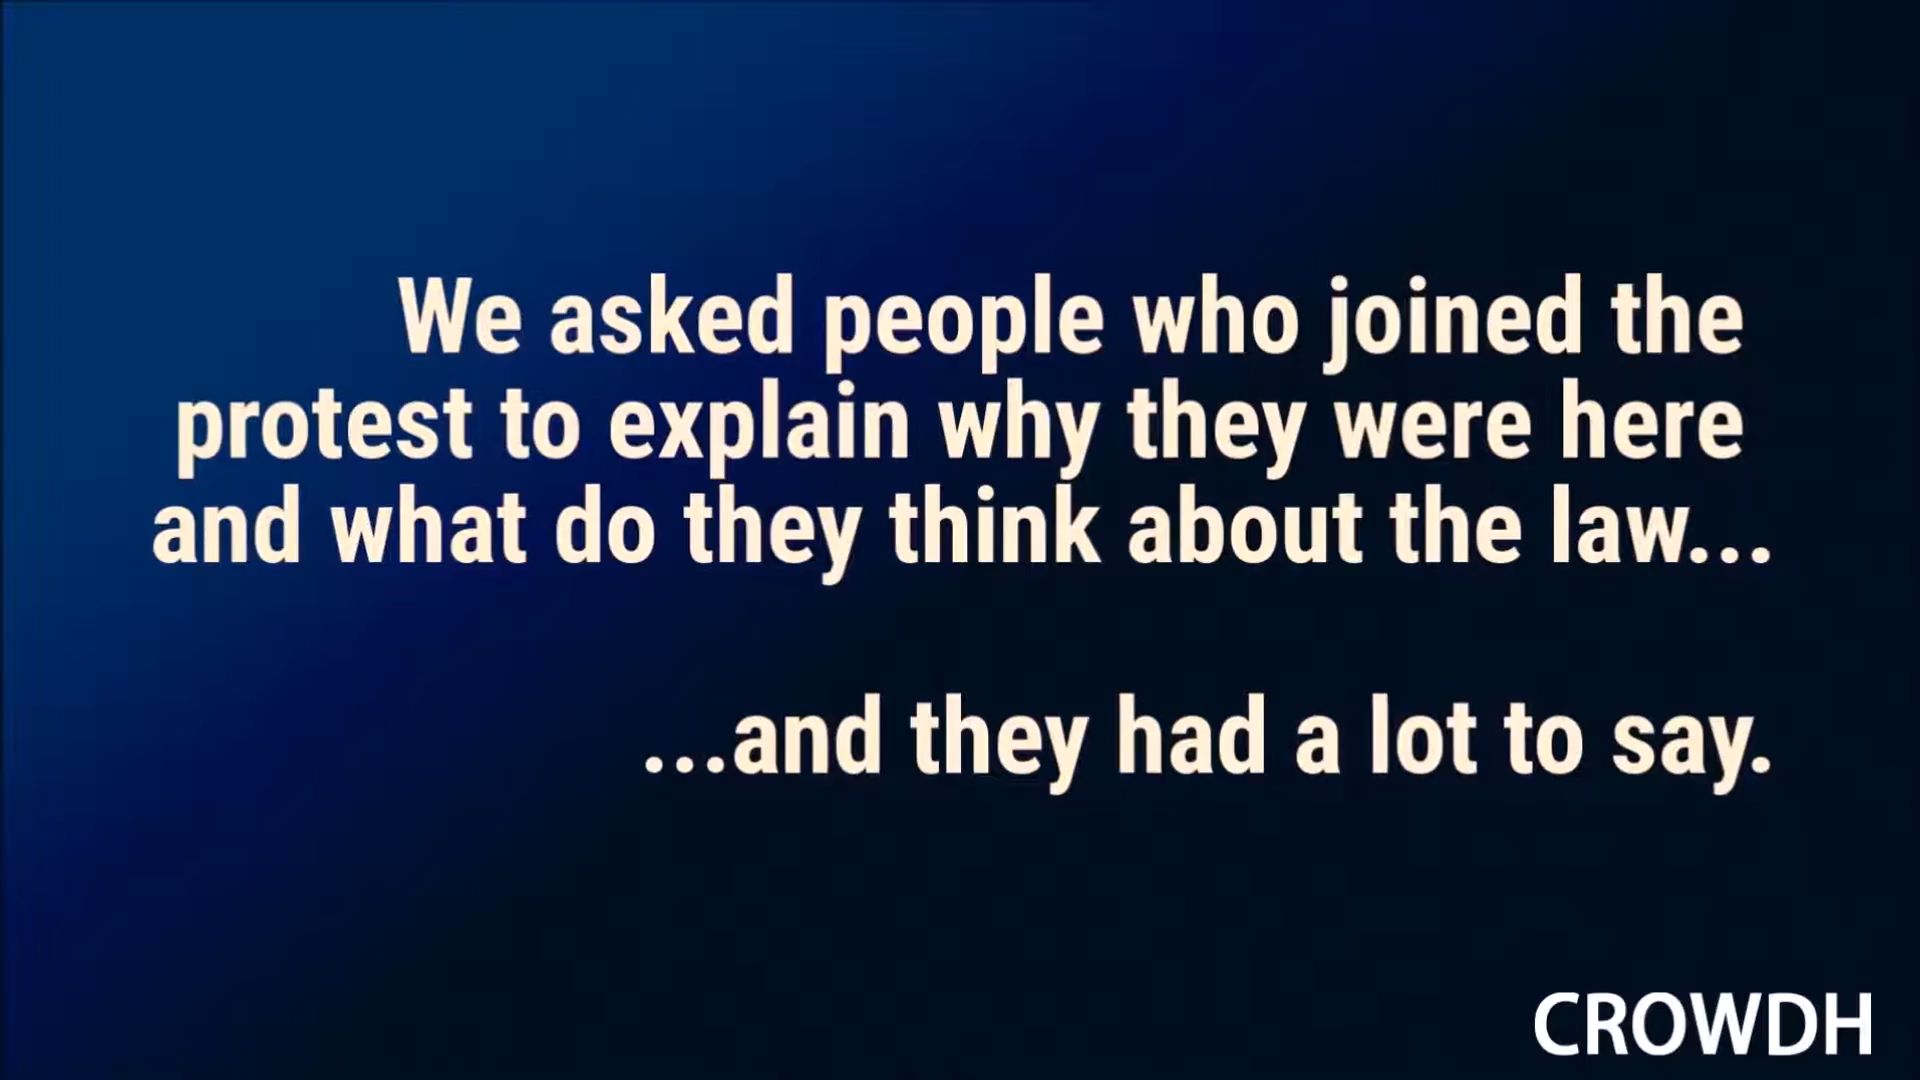 We asked people who joined the
protest to explain why they were here
and what do they think about the law...
...and they had a lot to say.
CROWDH